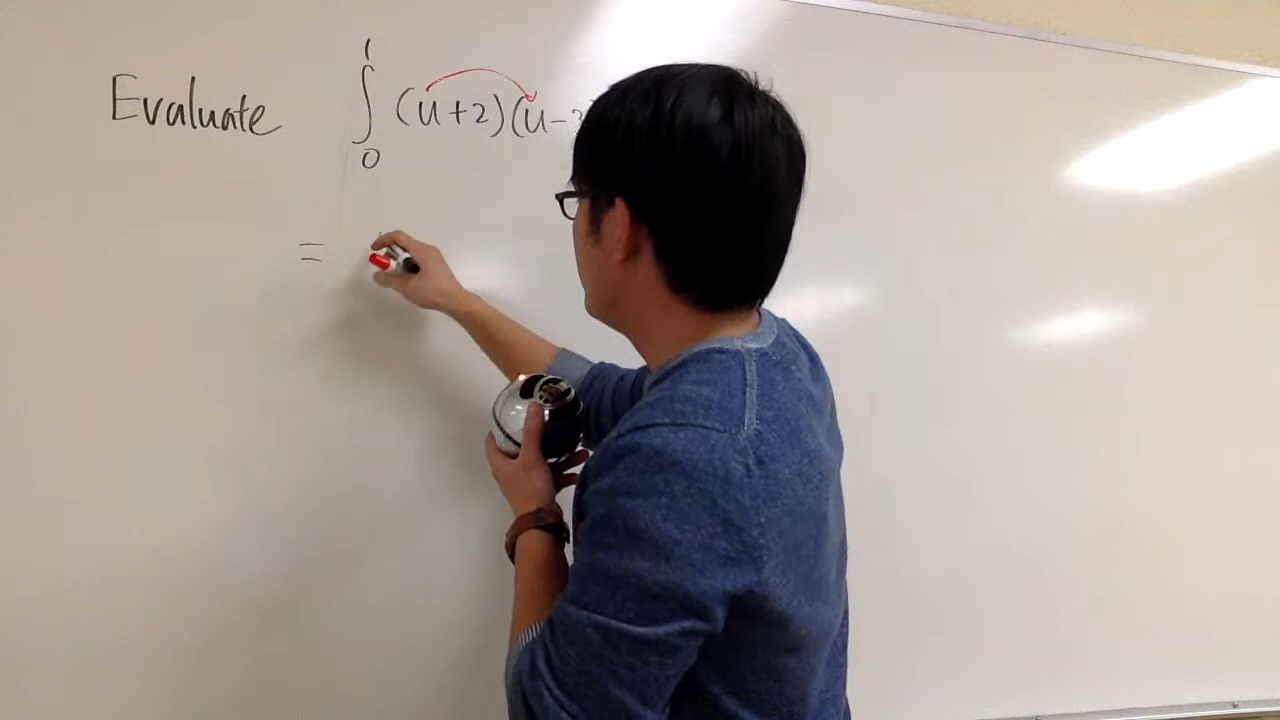 Evaluate ∫₀¹ (u+2)(u-
=